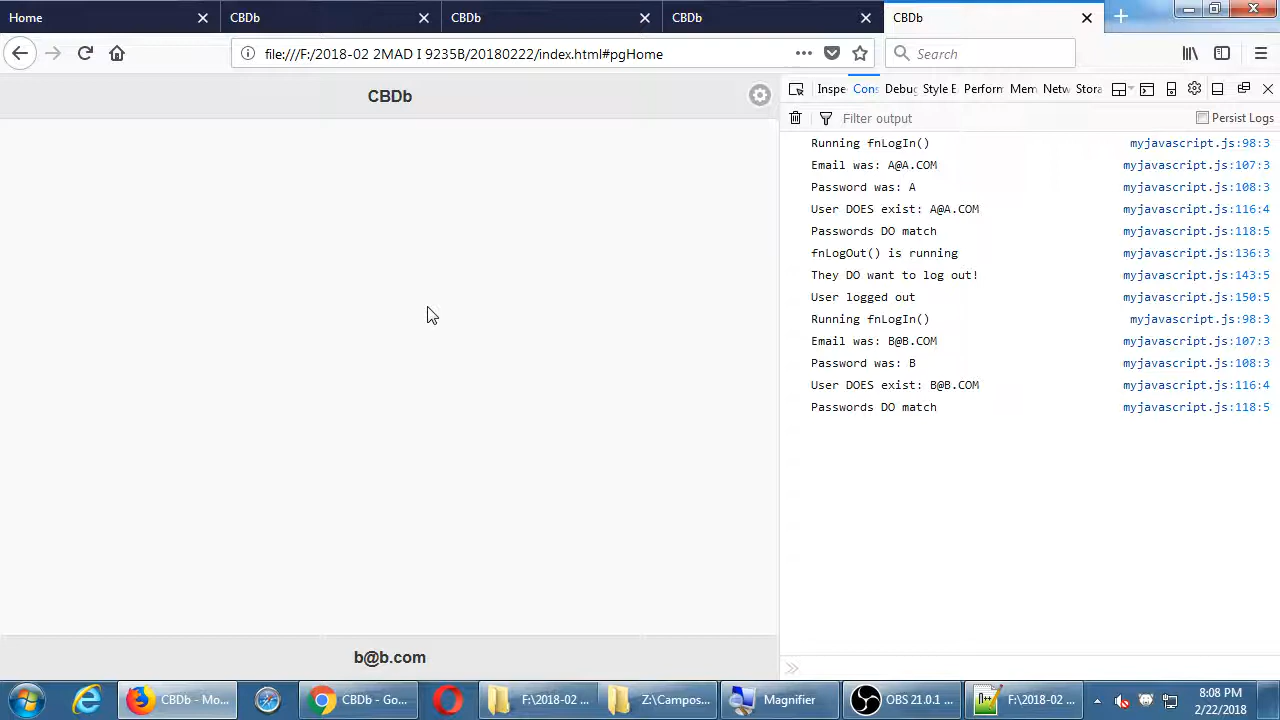 Home
CBDb
CBDb
CBDb
CBDb
file:///F:/2018-02 2MAD I 9235B/20180222/index.html#pgHome
Search
CBDb
Inspe
Cons
Debug
Style E
Perform
Mem
Netw
Stora
Filter output
Persist Logs
Running fnLogIn() myjavascript.js:98:3
Email was: A@A.COM myjavascript.js:107:3
Password was: A myjavascript.js:108:3
User DOES exist: A@A.COM myjavascript.js:116:4
Passwords DO match myjavascript.js:118:5
fnLogOut() is running myjavascript.js:136:3
They DO want to log out! myjavascript.js:143:5
User logged out myjavascript.js:150:5
Running fnLogIn() myjavascript.js:98:3
Email was: B@B.COM myjavascript.js:107:3
Password was: B myjavascript.js:108:3
User DOES exist: B@B.COM myjavascript.js:116:4
Passwords DO match myjavascript.js:118:5
b@b.com
CBDb - Mo...
CBDb - Go...
F:\2018-02 ...
Z:\Campos...
Magnifier
OBS 21.0.1 ...
F:\2018-02 ...
8:08 PM
2/22/2018